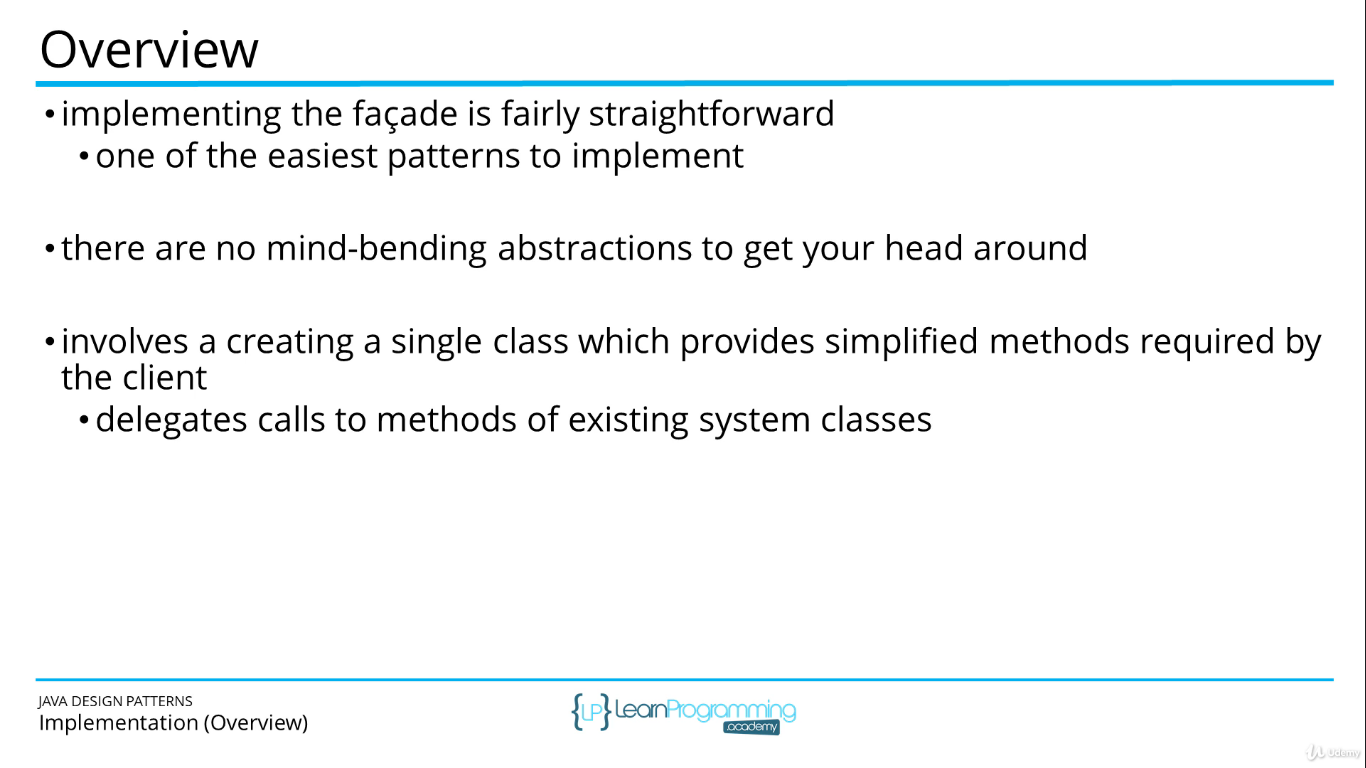 Overview
• implementing the façade is fairly straightforward
• one of the easiest patterns to implement
• there are no mind-bending abstractions to get your head around
• involves a creating a single class which provides simplified methods required by
the client
• delegates calls to methods of existing system classes
JAVA DESIGN PATTERNS
Implementation (Overview)
{LP} LearnProgramming
.academy
Udemy